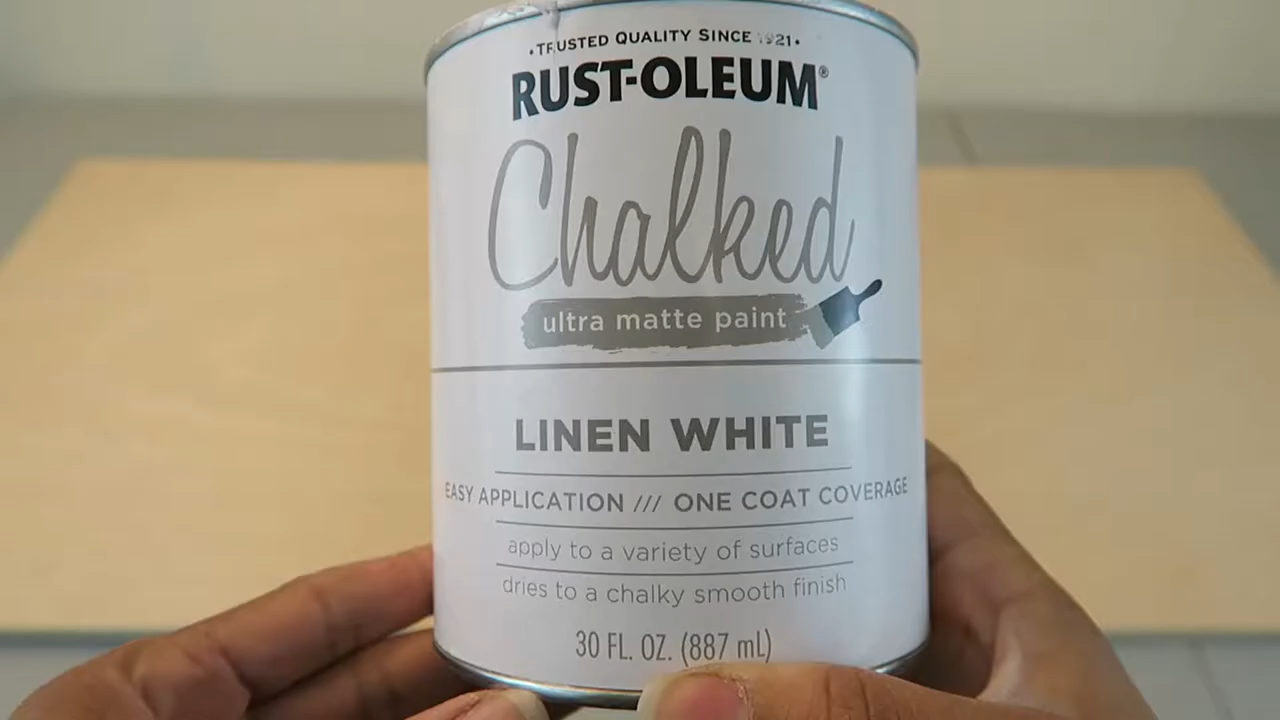 •TRUSTED QUALITY SINCE 1921•
RUST-OLEUM®
Chalked
ultra matte paint
LINEN WHITE
EASY APPLICATION /// ONE COAT COVERAGE
apply to a variety of surfaces
dries to a chalky smooth finish
30 FL. OZ. (887 mL)